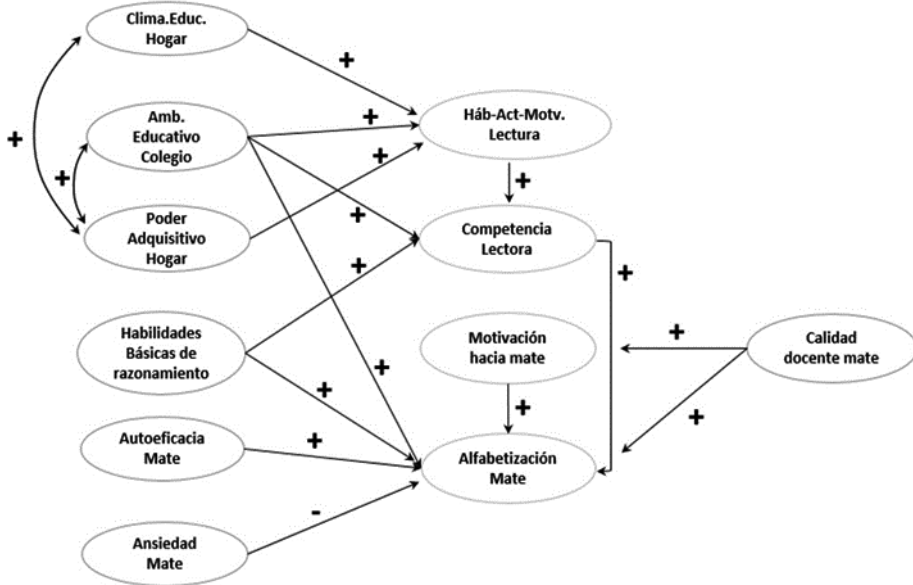 Clima.Educ.
Hogar
+
+
Amb.
Educativo
Colegio
+
Háb-Act-Motv.
Lectura
+
+
+
+
Poder
Adquisitivo
Hogar
+
Competencia
Lectora
+
+
Habilidades
Básicas de
razonamiento
Motivación
hacia mate
+
Calidad
docente mate
+
+
+
+
Autoeficacia
Mate
+
Alfabetización
Mate
-
Ansiedad
Mate